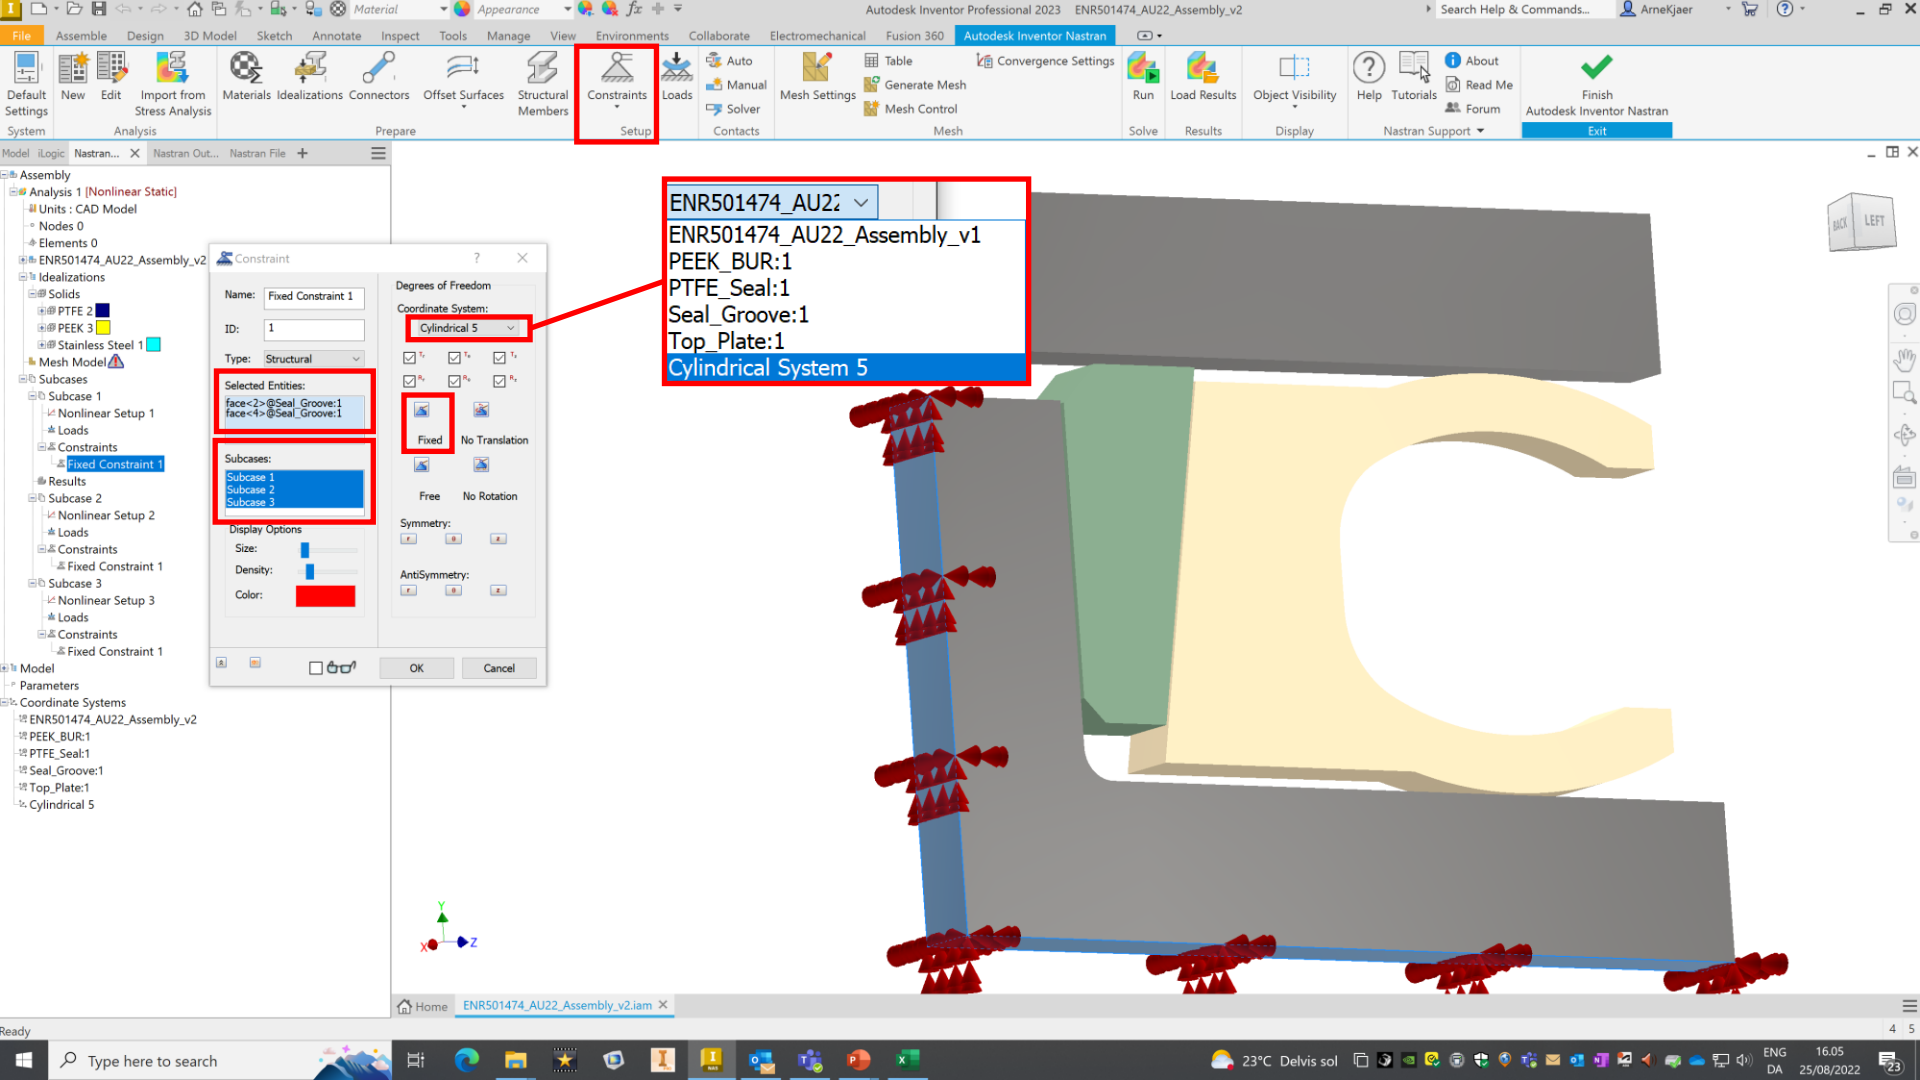 Material
Appearance
Autodesk Inventor Professional 2023 ENR501474_AU22_Assembly_v2
Search Help & Commands...
ArneKjaer
File Assemble Design 3D Model Sketch Annotate Inspect Tools Manage View Environments Collaborate Electromechanical Fusion 360 Autodesk Inventor Nastran
Default Settings
New
Edit
Import from Stress Analysis
Materials
Idealizations
Connectors
Offset Surfaces
Structural Members
Constraints
Loads
Auto
Manual
Solver
Mesh Settings
Table
Generate Mesh
Mesh Control
Convergence Settings
Run
Load Results
Object Visibility
Help
Tutorials
About
Read Me
Forum
Finish
Autodesk Inventor Nastran
System Analysis Prepare Setup Contacts Mesh Solve Results Display Nastran Support Exit
Model iLogic Nastran... Nastran Out... Nastran File
Assembly
Analysis 1 [Nonlinear Static]
Units : CAD Model
Nodes 0
Elements 0
ENR501474_AU22_Assembly_v2
Idealizations
Solids
PTFE 2
PEEK 3
Stainless Steel 1
Mesh Model
Subcases
Subcase 1
Nonlinear Setup 1
Loads
Constraints
Fixed Constraint 1
Results
Subcase 2
Nonlinear Setup 2
Loads
Constraints
Fixed Constraint 1
Subcase 3
Nonlinear Setup 3
Loads
Constraints
Fixed Constraint 1
Model
Parameters
Coordinate Systems
ENR501474_AU22_Assembly_v2
PEEK_BUR:1
PTFE_Seal:1
Seal_Groove:1
Top_Plate:1
Cylindrical 5
Constraint
Name: Fixed Constraint 1
ID: 1
Type: Structural
Selected Entities:
face<2>@Seal_Groove:1
face<4>@Seal_Groove:1
Subcases:
Subcase 1
Subcase 2
Subcase 3
Display Options
Size:
Density:
Color:
Degrees of Freedom
Coordinate System:
Cylindrical 5
Fixed No Translation
Free No Rotation
Symmetry:
AntiSymmetry:
OK Cancel
ENR501474_AU22
ENR501474_AU22_Assembly_v1
PEEK_BUR:1
PTFE_Seal:1
Seal_Groove:1
Top_Plate:1
Cylindrical System 5
BACK LEFT
Y
X
Z
Home ENR501474_AU22_Assembly_v2.iam
Ready
4 5
Type here to search
23°C Delvis sol
ENG
DA
16.05
25/08/2022
23